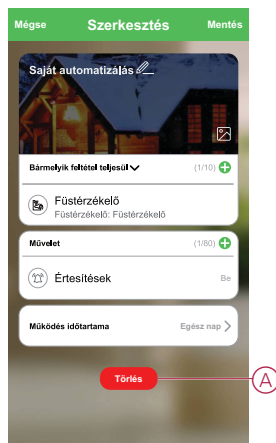 Mégse Szerkesztés Mentés
Saját automatizálás
Bármelyik feltétel teljesül (1/10)
Füstérzékelő
Füstérzékelő: Füstérzékelő
Művelet (1/80)
Értesítések Be
Működés időtartama Egész nap
Törlés A